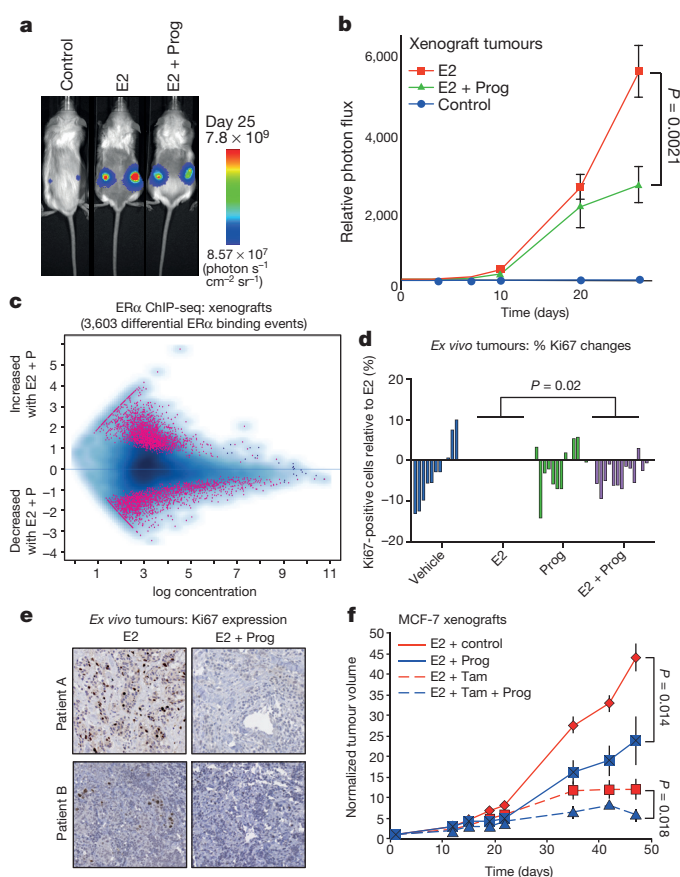 a
Control
E2
E2 + Prog
Day 25
7.8 × 10⁹
8.57 × 10⁷
(photon s⁻¹
cm⁻² sr⁻¹)
b
Xenograft tumours
E2
E2 + Prog
Control
6,000
4,000
2,000
0
Relative photon flux
0
10
20
Time (days)
P = 0.0021
c
ERα ChIP-seq: xenografts
(3,603 differential ERα binding events)
Increased
with E2 + P
Decreased
with E2 + P
6
5
4
3
2
1
0
−1
−2
−3
−4
1
3
5
7
9
11
log concentration
d
Ex vivo tumours: % Ki67 changes
P = 0.02
Ki67-positive cells relative to E2 (%)
20
10
0
−10
−20
Vehicle
E2
Prog
E2 + Prog
e
Ex vivo tumours: Ki67 expression
E2
E2 + Prog
Patient A
Patient B
f
MCF-7 xenografts
E2 + control
E2 + Prog
E2 + Tam
E2 + Tam + Prog
Normalized tumour volume
50
45
40
35
30
25
20
15
10
5
0
0
10
20
30
40
50
Time (days)
P = 0.014
P = 0.018